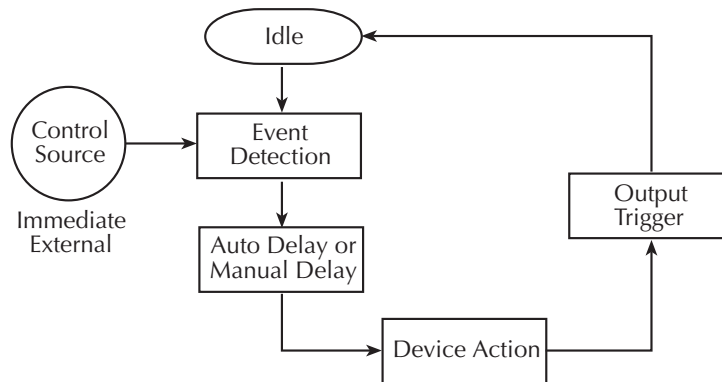 Idle
Control
Source
Immediate
External
Event
Detection
Auto Delay or
Manual Delay
Device Action
Output
Trigger